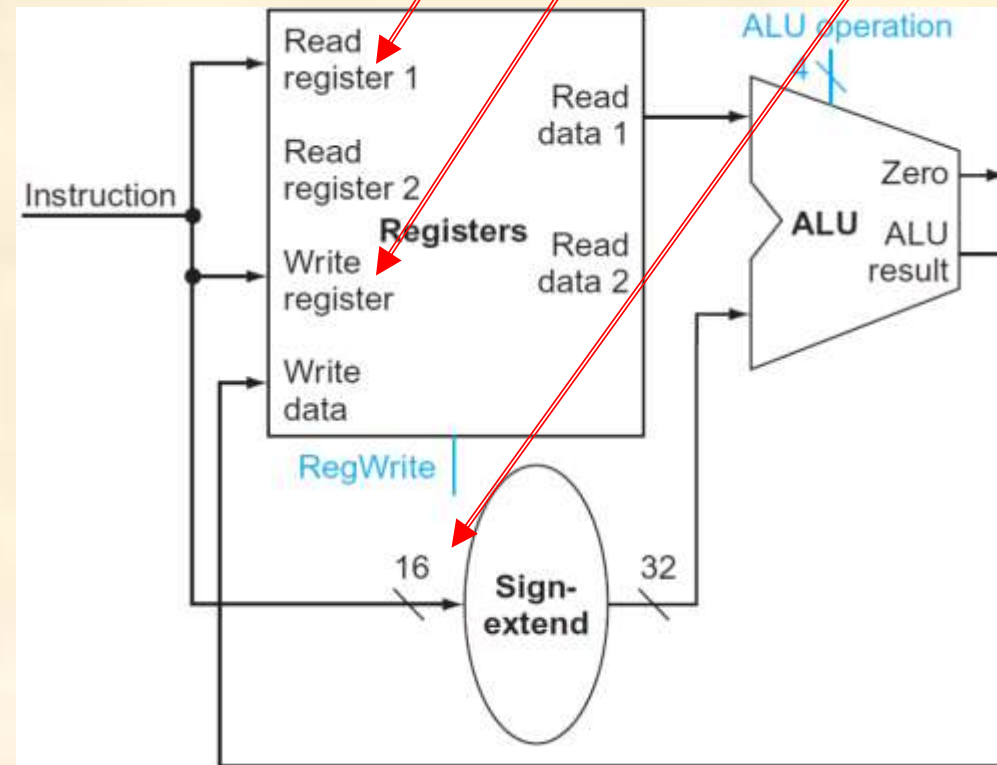 Read
register 1
Read
register 2
Registers
Write
register
Write
data
Read
data 1
Read
data 2
Instruction
RegWrite
ALU operation
4
Zero
ALU
ALU
result
16
Sign-
extend
32